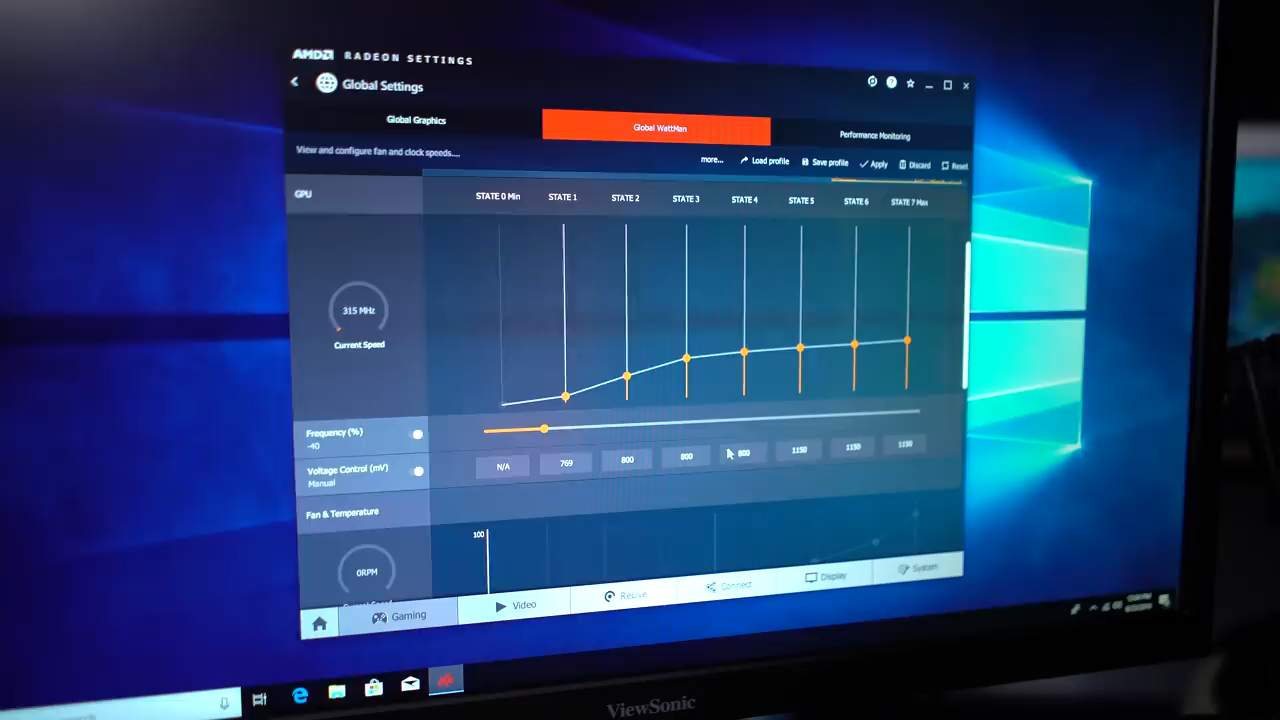 AMD RADEON SETTINGS
Global Settings
Global Graphics
Global WattMan
Performance Monitoring
View and configure fan and clock speeds....
more...
Load profile
Save profile
Apply
Discard
Reset
GPU
STATE 0 Min
STATE 1
STATE 2
STATE 3
STATE 4
STATE 5
STATE 6
STATE 7 Max
315 MHz
Current Speed
Frequency (%)
-40
Voltage Control (mV)
Manual
N/A
769
800
800
800
1150
1150
1150
Fan & Temperature
100
0RPM
Gaming
Video
ReLive
Connect
Display
System
ViewSonic